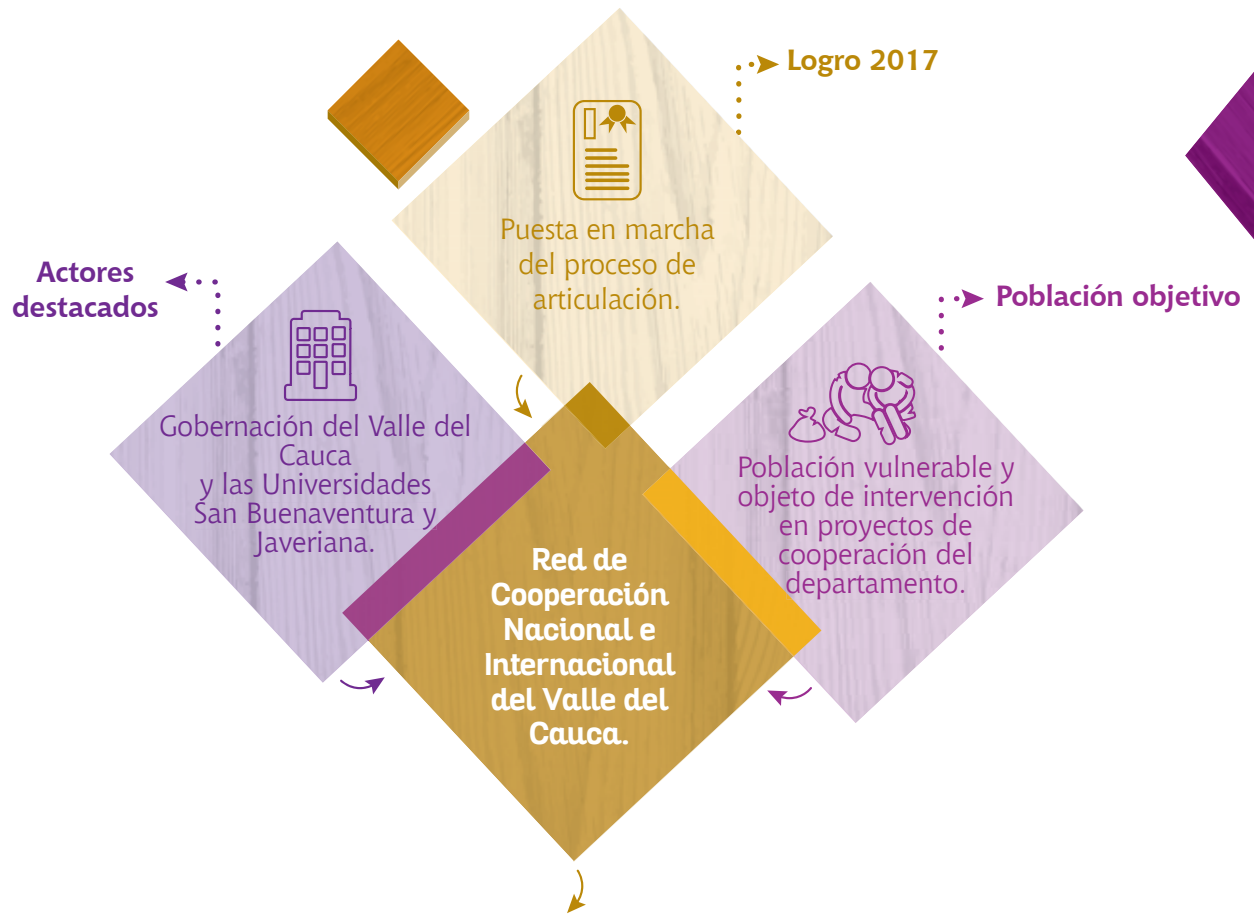 Logro 2017
Puesta en marcha
del proceso de
articulación.
Actores
destacados
Gobernación del Valle del
Cauca
y las Universidades
San Buenaventura y
Javeriana.
Población objetivo
Población vulnerable y
objeto de intervención
en proyectos de
cooperación del
departamento.
Red de
Cooperación
Nacional e
Internacional
del Valle del
Cauca.